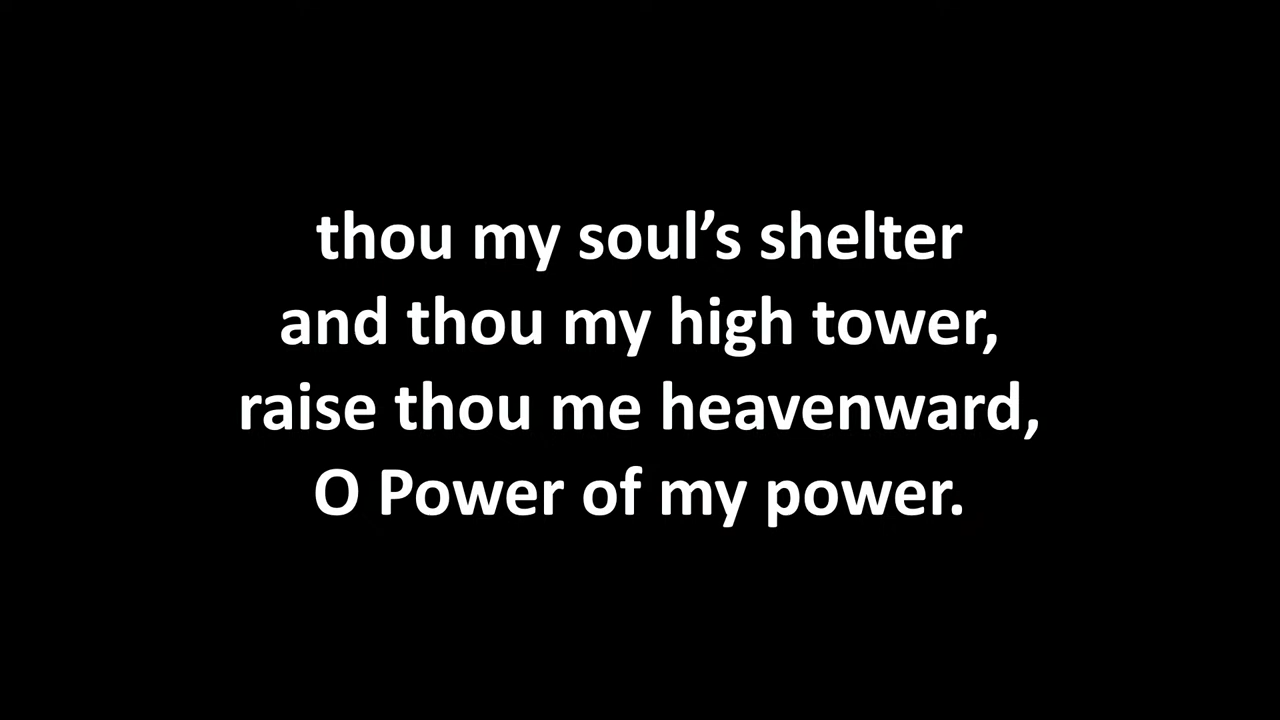 thou my soul’s shelter
and thou my high tower,
raise thou me heavenward,
O Power of my power.